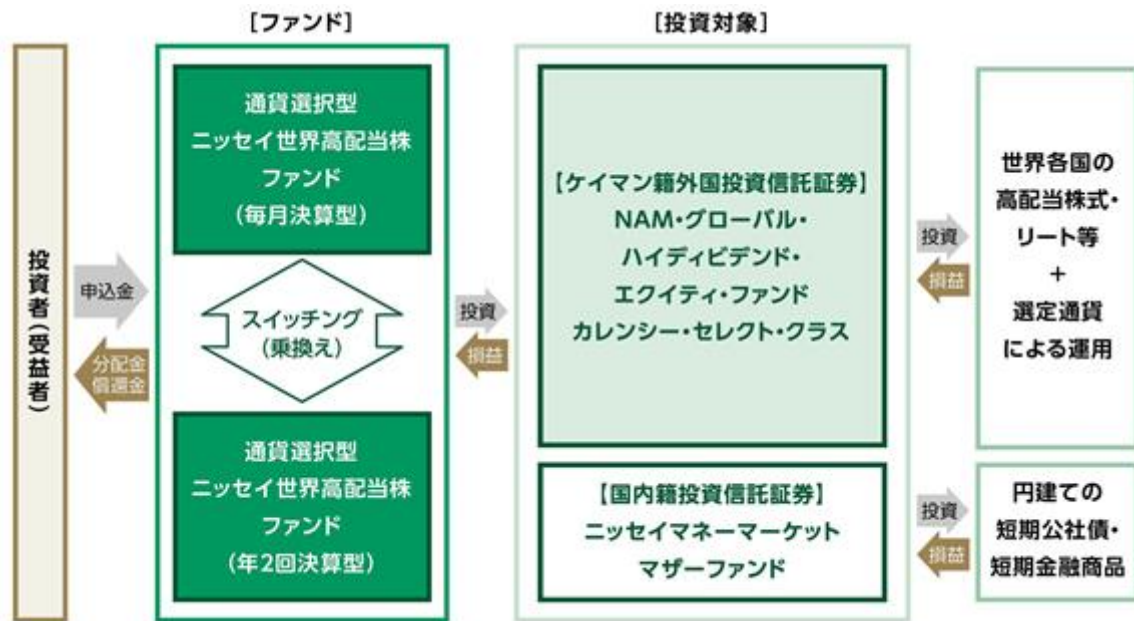 [ファンド]
[投資対象]
投資者(受益者)
申込金
分配金
償還金
通貨選択型
ニッセイ世界高配当株
ファンド
(毎月決算型)
スイッチング
(乗換え)
通貨選択型
ニッセイ世界高配当株
ファンド
(年2回決算型)
投資
損益
【ケイマン籍外国投資信託証券】
NAM・グローバル・
ハイディビデンド・
エクイティ・ファンド
カレンシー・セレクト・クラス
【国内籍投資信託証券】
ニッセイマネーマーケット
マザーファンド
投資
損益
世界各国の
高配当株式・
リート等
+
選定通貨
による運用
投資
損益
円建ての
短期公社債・
短期金融商品